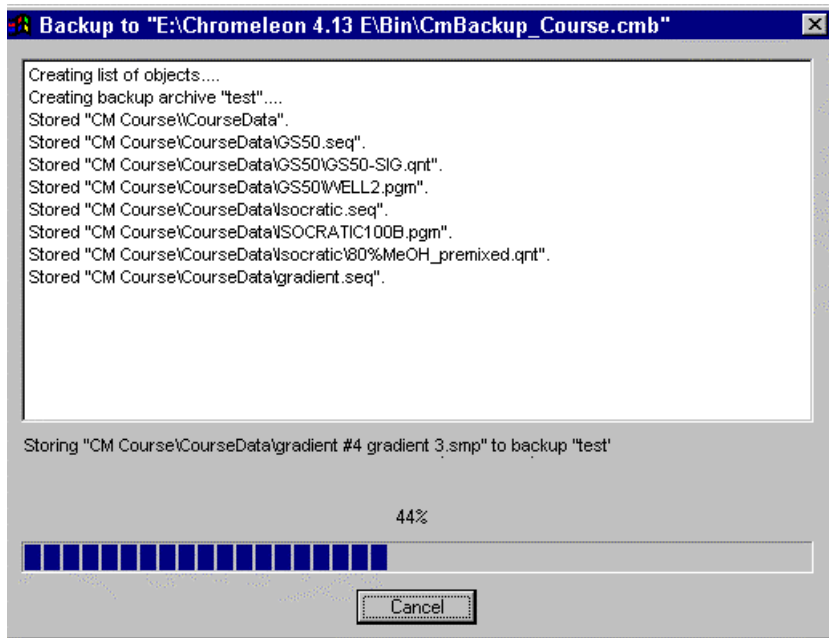 Backup to "E:\Chromeleon 4.13 E\Bin\CmBackup_Course.cmb"
Creating list of objects....
Creating backup archive "test"....
Stored "CM Course\\CourseData".
Stored "CM Course\CourseData\GS50.seq".
Stored "CM Course\CourseData\GS50\GS50-SIG.qnt".
Stored "CM Course\CourseData\GS50\WELL2.pgm".
Stored "CM Course\CourseData\Isocratic.seq".
Stored "CM Course\CourseData\ISOCRATIC100B.pgm".
Stored "CM Course\CourseData\Isocratic\80%MeOH_premixed.qnt".
Stored "CM Course\CourseData\gradient.seq".
Storing "CM Course\CourseData\gradient #4 gradient 3.smp" to backup "test'
44%
Cancel